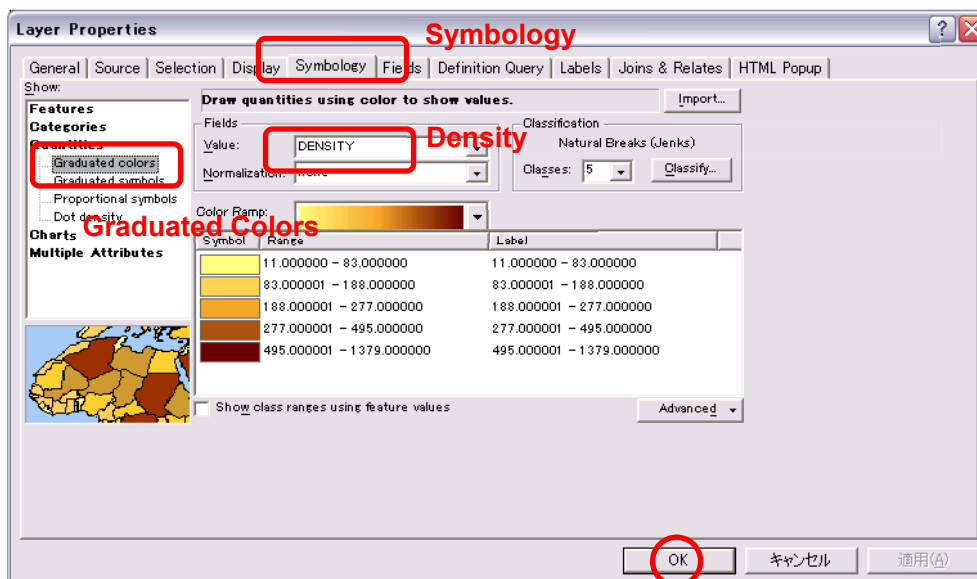 Layer Properties
Symbology
General Source Selection Display Symbology Fields Definition Query Labels Joins & Relates HTML Popup
Show:
Features
Categories
Quantities
Graduated colors
Graduated symbols
Proportional symbols
Dot density
Charts
Multiple Attributes
Graduated Colors
Draw quantities using color to show values.
Import...
Fields
Value: DENSITY
Density
Normalization: none
Classification
Natural Breaks (Jenks)
Classes: 5 Classify...
Color Ramp:
Symbol Range Label
11.000000 - 83.000000 11.000000 - 83.000000
83.000001 - 188.000000 83.000001 - 188.000000
188.000001 - 277.000000 188.000001 - 277.000000
277.000001 - 495.000000 277.000001 - 495.000000
495.000001 - 1379.000000 495.000001 - 1379.000000
Show class ranges using feature values
Advanced
OK キャンセル 適用(A)